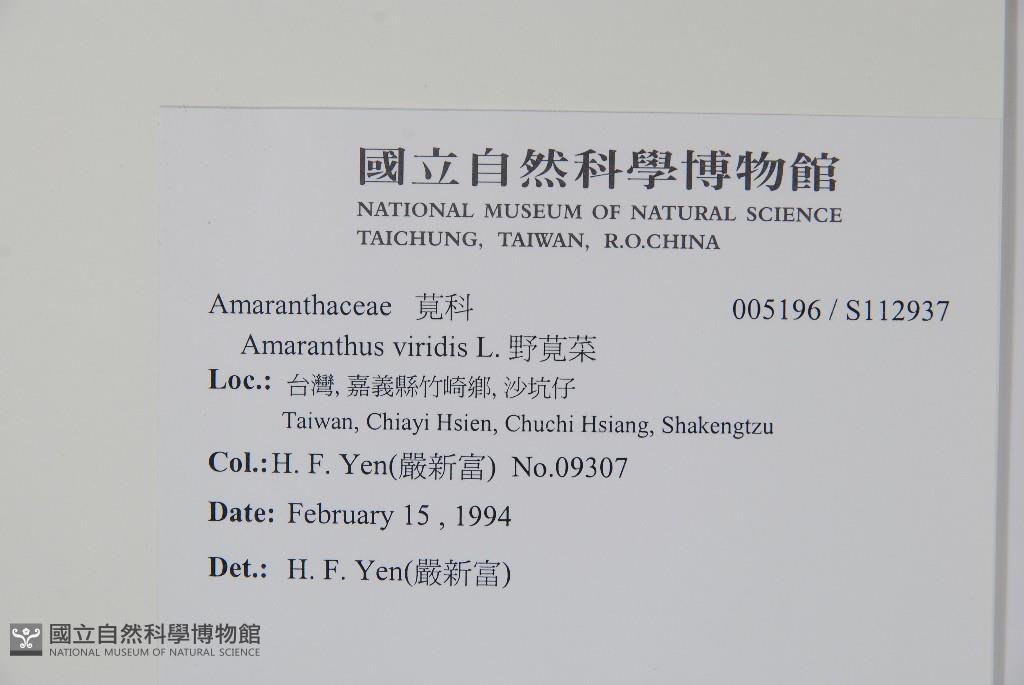 國立自然科學博物館
NATIONAL MUSEUM OF NATURAL SCIENCE
TAICHUNG, TAIWAN, R.O.CHINA
Amaranthaceae 莧科 005196 / S112937
Amaranthus viridis L. 野莧菜
Loc.: 台灣, 嘉義縣竹崎鄉, 沙坑仔
Taiwan, Chiayi Hsien, Chuchi Hsiang, Shakengtzu
Col.:H. F. Yen(嚴新富) No.09307
Date: February 15 , 1994
Det.: H. F. Yen(嚴新富)
國立自然科學博物館
NATIONAL MUSEUM OF NATURAL SCIENCE